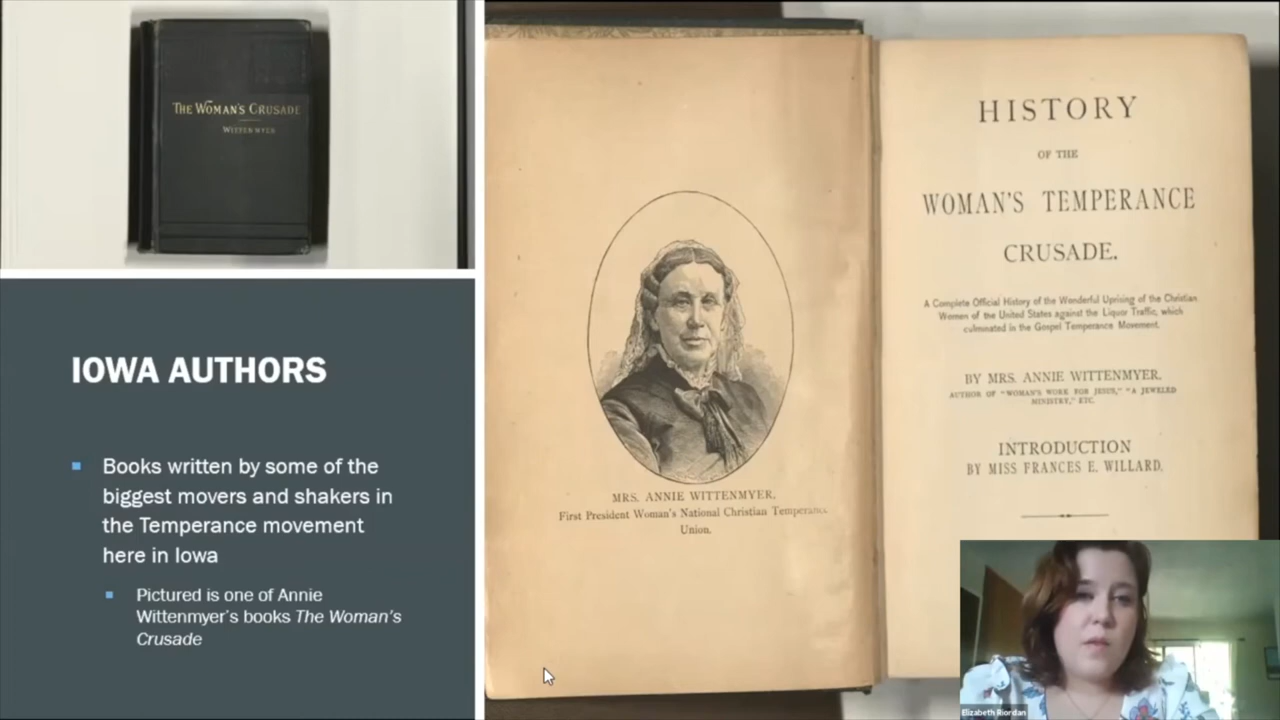 THE WOMAN'S CRUSADE
WITTENMYER
IOWA AUTHORS
Books written by some of the
biggest movers and shakers in
the Temperance movement
here in Iowa
Pictured is one of Annie
Wittenmyer's books The Woman's
Crusade
MRS. ANNIE WITTENMYER,
First President Woman's National Christian Temperance
Union.
HISTORY
OF THE
WOMAN'S TEMPERANCE
CRUSADE.
A Complete Official History of the Wonderful Uprising of the Christian
Women of the United States against the Liquor Traffic, which
culminated in the Gospel Temperance Movement.
BY MRS. ANNIE WITTENMYER,
AUTHOR OF "WOMAN'S WORK FOR JESUS," "A JEWELED
MINISTRY," ETC.
INTRODUCTION
BY MISS FRANCES E. WILLARD.
Elizabeth Riordan